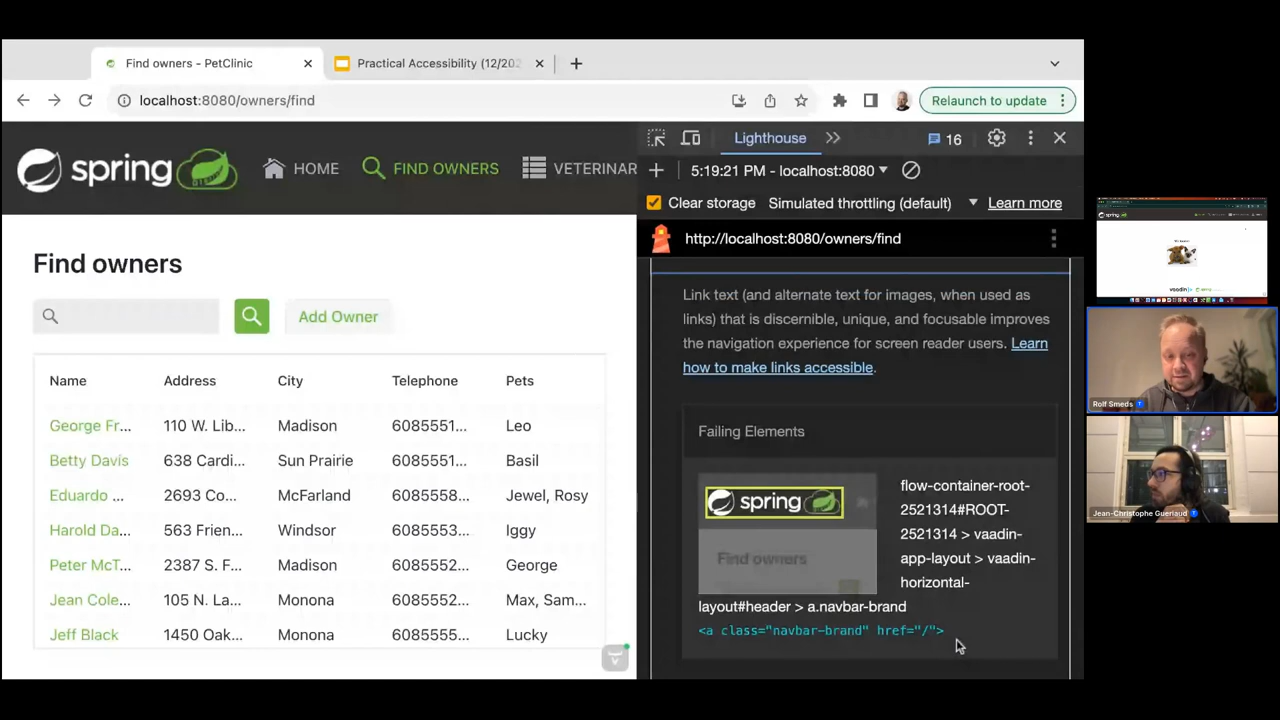 Find owners - PetClinic
Practical Accessibility (12/202
localhost:8080/owners/find
Relaunch to update
spring
HOME
FIND OWNERS
VETERINAR
Lighthouse
16
5:19:21 PM - localhost:8080
Clear storage
Simulated throttling (default)
Learn more
http://localhost:8080/owners/find
Find owners
Add Owner
Name Address City Telephone Pets
George Fr... 110 W. Lib... Madison 6085551... Leo
Betty Davis 638 Cardi... Sun Prairie 6085551... Basil
Eduardo ... 2693 Co... McFarland 6085558... Jewel, Rosy
Harold Da... 563 Frien... Windsor 6085553... Iggy
Peter McT... 2387 S. F... Madison 6085552... George
Jean Cole... 105 N. La... Monona 6085552... Max, Sam...
Jeff Black 1450 Oak... Monona 6085555... Lucky
Link text (and alternate text for images, when used as
links) that is discernible, unique, and focusable improves
the navigation experience for screen reader users. Learn
how to make links accessible.
Failing Elements
spring
Find owners
flow-container-root-
2521314#ROOT-
2521314 > vaadin-
app-layout > vaadin-
horizontal-
layout#header > a.navbar-brand
<a class="navbar-brand" href="/">
spring
vaadin
spring
Rolf Smeds
Jean-Christophe Gueriaud